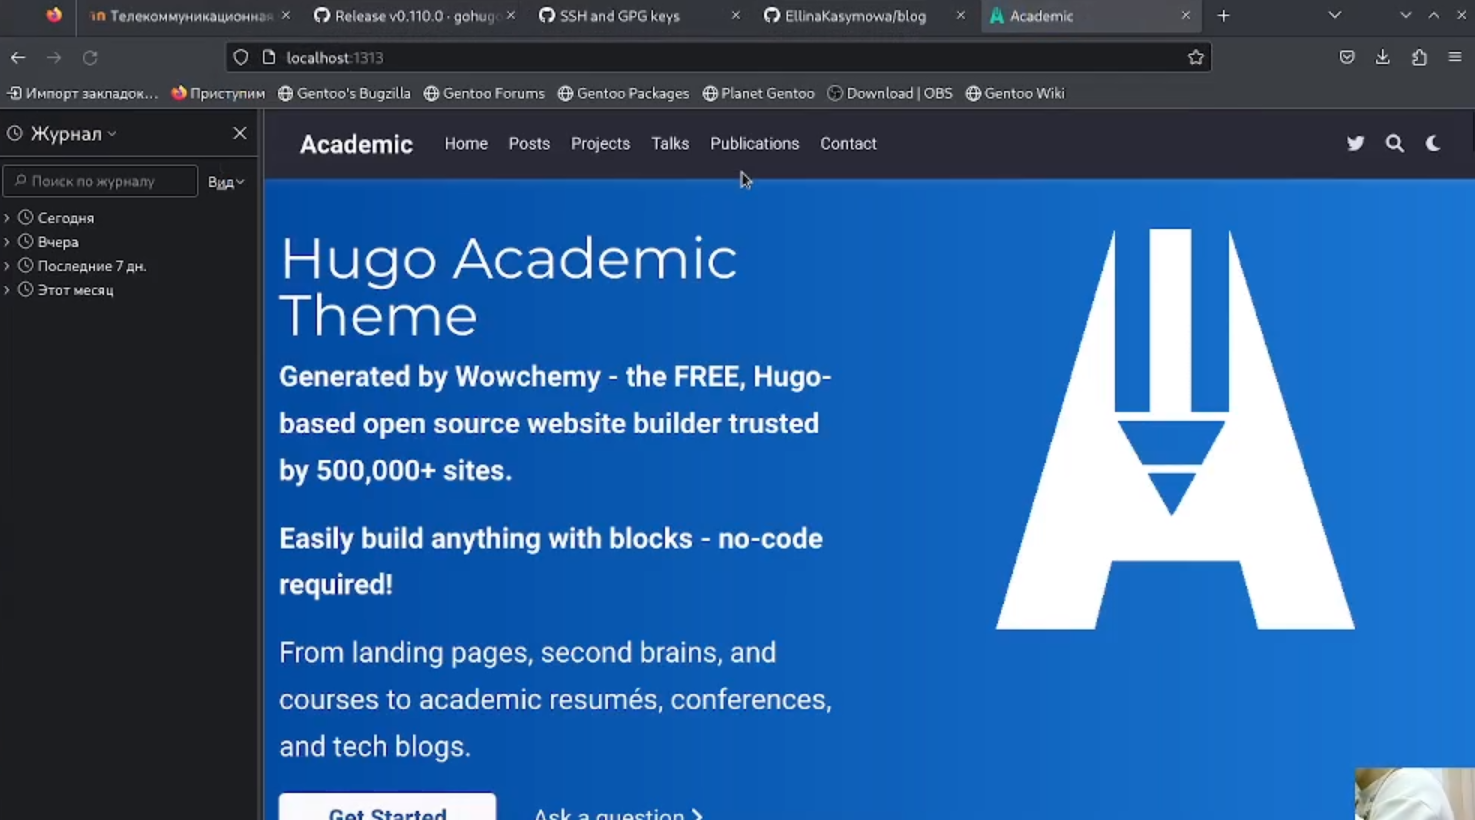 Телекоммуникационная
Release v0.110.0 · gohugo
SSH and GPG keys
EllinaKasymowa/blog
Academic
localhost:1313
Импорт закладок...
Приступим
Gentoo's Bugzilla
Gentoo Forums
Gentoo Packages
Planet Gentoo
Download | OBS
Gentoo Wiki
Журнал
Поиск по журналу
Вид
Сегодня
Вчера
Последние 7 дн.
Этот месяц
Academic
Home
Posts
Projects
Talks
Publications
Contact
Hugo Academic
Theme
Generated by Wowchemy - the FREE, Hugo-
based open source website builder trusted
by 500,000+ sites.
Easily build anything with blocks - no-code
required!
From landing pages, second brains, and
courses to academic resumés, conferences,
and tech blogs.
Get Started
Ask a question